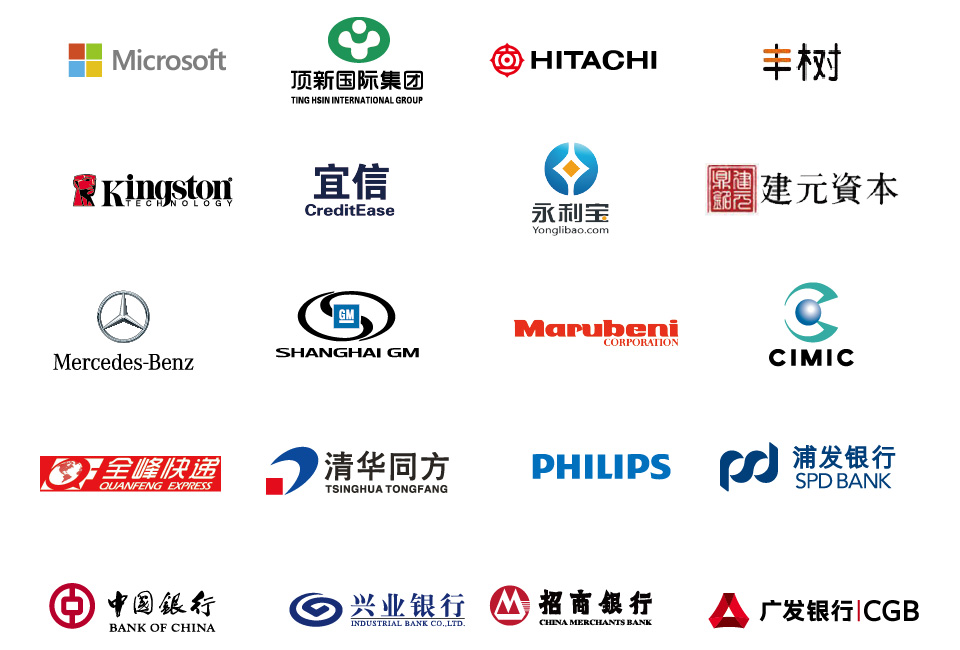 Microsoft
顶新国际集团
TING HSIN INTERNATIONAL GROUP
HITACHI
丰树
Kingston
TECHNOLOGY
宜信
CreditEase
永利宝
Yonglibao.com
建元資本
Mercedes-Benz
GM
SHANGHAI GM
Marubeni
CORPORATION
CIMIC
全峰快递
QUANFENG EXPRESS
清华同方
TSINGHUA TONGFANG
PHILIPS
浦发银行
SPD BANK
中国銀行
BANK OF CHINA
兴业银行
INDUSTRIAL BANK CO.,LTD.
招商银行
CHINA MERCHANTS BANK
广发银行|CGB